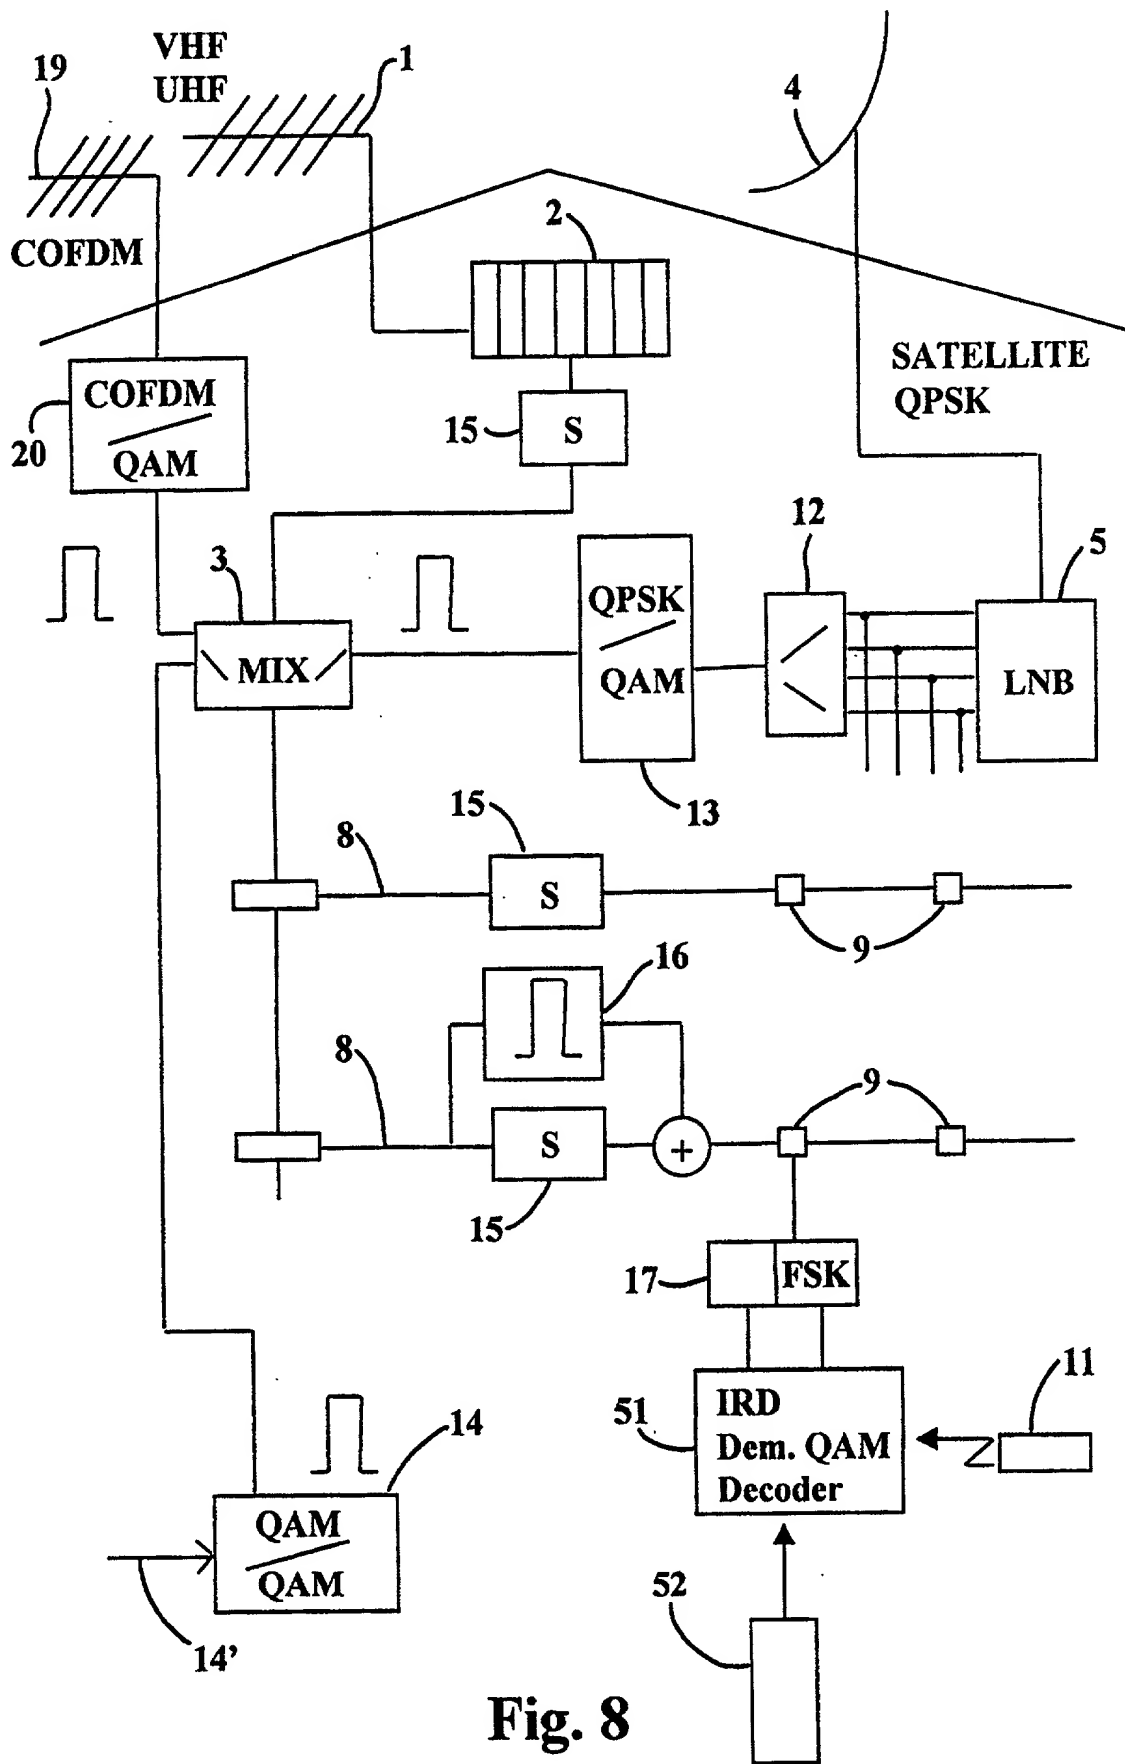 VHF
UHF
19
1
4
COFDM
2
SATELLITE
QPSK
COFDM
QAM
20
15
S
12
5
3
MIX
QPSK
QAM
LNB
13
15
8
S
9
16
8
S
9
15
17
FSK
11
51
IRD
Dem. QAM
Decoder
14
QAM
QAM
14’
52
Fig. 8